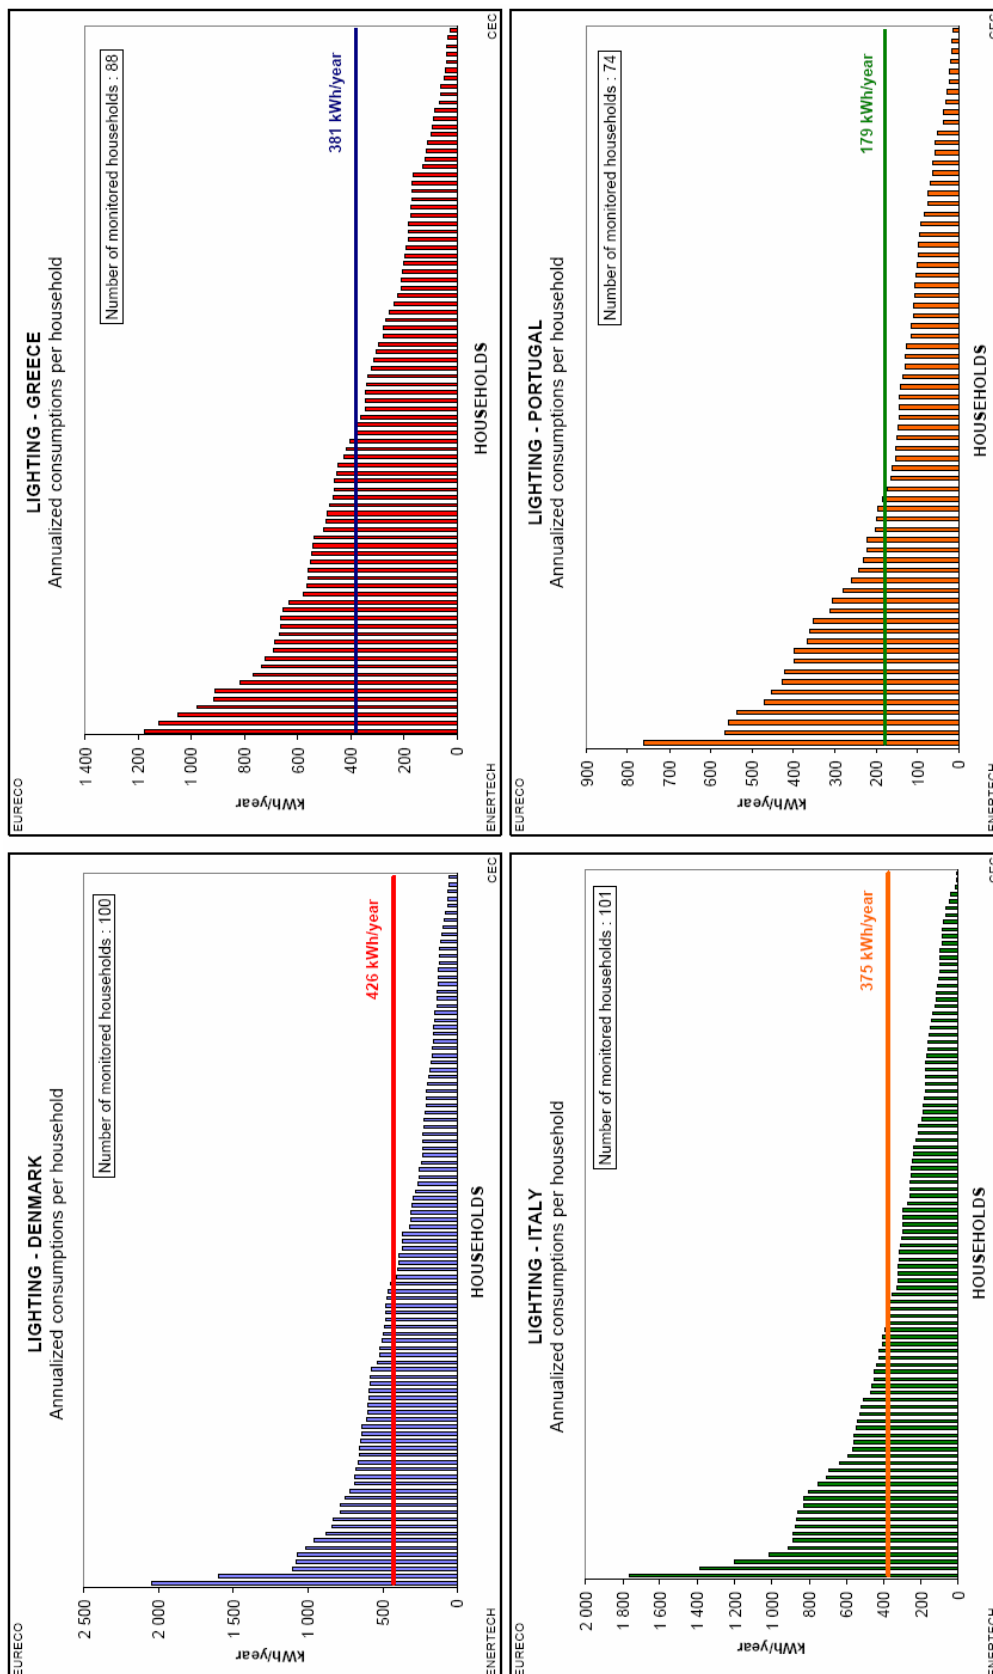 EURECO
LIGHTING - DENMARK
Annualized consumptions per household
Number of monitored households : 100
426 kWh/year
kWh/year
2 500
2 000
1 500
1 000
500
0
HOUSEHOLDS
ENERTECH
CEC
EURECO
LIGHTING - GREECE
Annualized consumptions per household
Number of monitored households : 88
381 kWh/year
kWh/year
1 400
1 200
1 000
800
600
400
200
0
HOUSEHOLDS
ENERTECH
CEC
EURECO
LIGHTING - ITALY
Annualized consumptions per household
Number of monitored households : 101
375 kWh/year
kWh/year
2 000
1 800
1 600
1 400
1 200
1 000
800
600
400
200
0
HOUSEHOLDS
ENERTECH
CEC
EURECO
LIGHTING - PORTUGAL
Annualized consumptions per household
Number of monitored households : 74
179 kWh/year
kWh/year
900
800
700
600
500
400
300
200
100
0
HOUSEHOLDS
ENERTECH
CEC